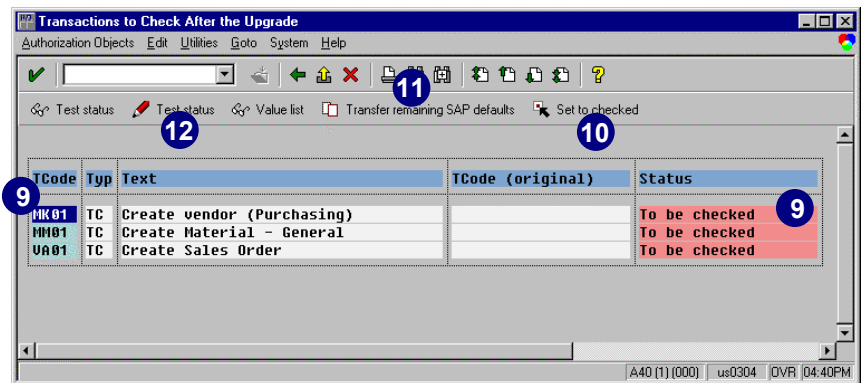 Transactions to Check After the Upgrade
Authorization Objects Edit Utilities Goto System Help
11
Test status Test status Value list Transfer remaining SAP defaults Set to checked
12 10
TCode Typ Text TCode (original) Status
9 9
MK01 TC Create vendor (Purchasing) To be checked
MM01 TC Create Material - General To be checked
VA01 TC Create Sales Order To be checked
A40 (1) (000) us0304 OVR 04:40PM